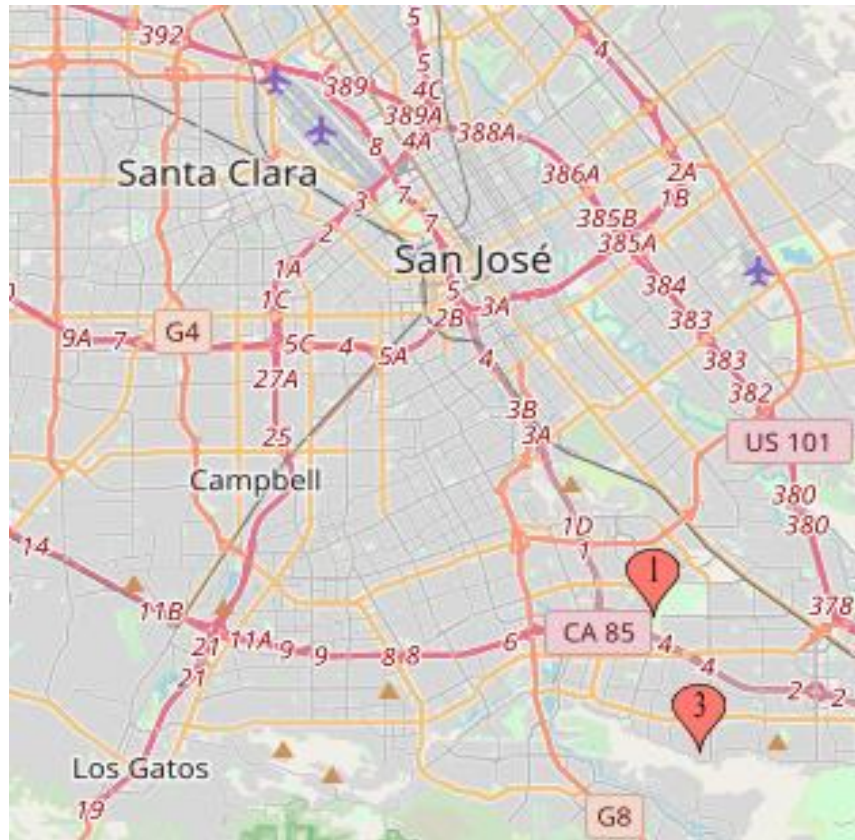 5
392
4
5
389
4C
389A
388A
8
4A
2A
Santa Clara
386A
3
7
1B
7
385B
2
385A
San José
1A
5
384
1C
3A
2B
383
9A
7
G4
5C
4
5A
4
383
27A
382
3B
25
3A
US 101
Campbell
380
1D
380
14
1
1
11B
378
21
11A
9
9
8
8
6
CA 85
4
4
21
2
2
3
Los Gatos
19
G8